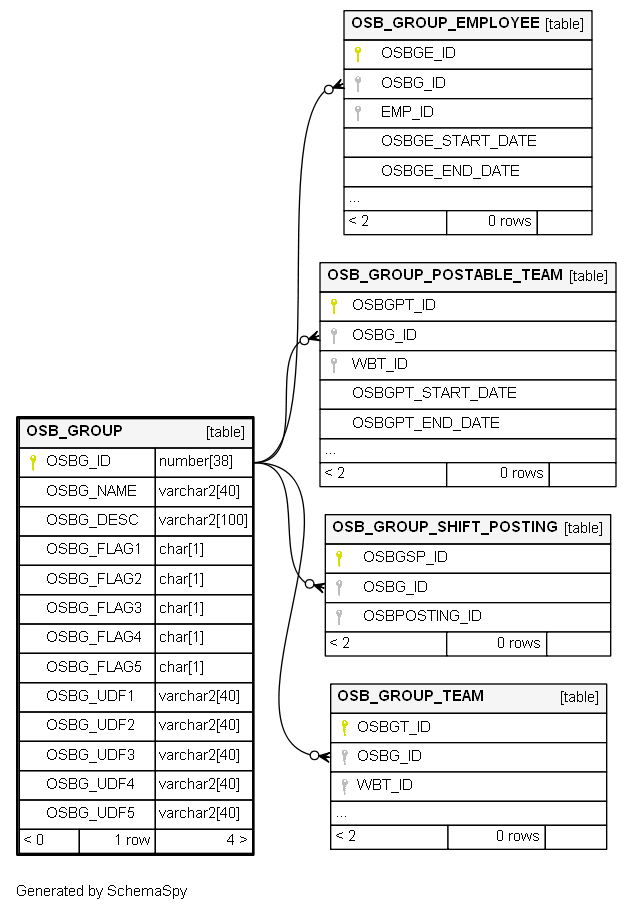 OSB_GROUP_EMPLOYEE [table]
OSBGE_ID
OSBG_ID
EMP_ID
OSBGE_START_DATE
OSBGE_END_DATE
...
< 2 0 rows
OSB_GROUP_POSTABLE_TEAM [table]
OSBGPT_ID
OSBG_ID
WBT_ID
OSBGPT_START_DATE
OSBGPT_END_DATE
...
< 2 0 rows
OSB_GROUP [table]
OSBG_ID number[38]
OSBG_NAME varchar2[40]
OSBG_DESC varchar2[100]
OSBG_FLAG1 char[1]
OSBG_FLAG2 char[1]
OSBG_FLAG3 char[1]
OSBG_FLAG4 char[1]
OSBG_FLAG5 char[1]
OSBG_UDF1 varchar2[40]
OSBG_UDF2 varchar2[40]
OSBG_UDF3 varchar2[40]
OSBG_UDF4 varchar2[40]
OSBG_UDF5 varchar2[40]
< 0 1 row 4 >
OSB_GROUP_SHIFT_POSTING [table]
OSBGSP_ID
OSBG_ID
OSBPOSTING_ID
< 2 0 rows
OSB_GROUP_TEAM [table]
OSBGT_ID
OSBG_ID
WBT_ID
...
< 2 0 rows
Generated by SchemaSpy